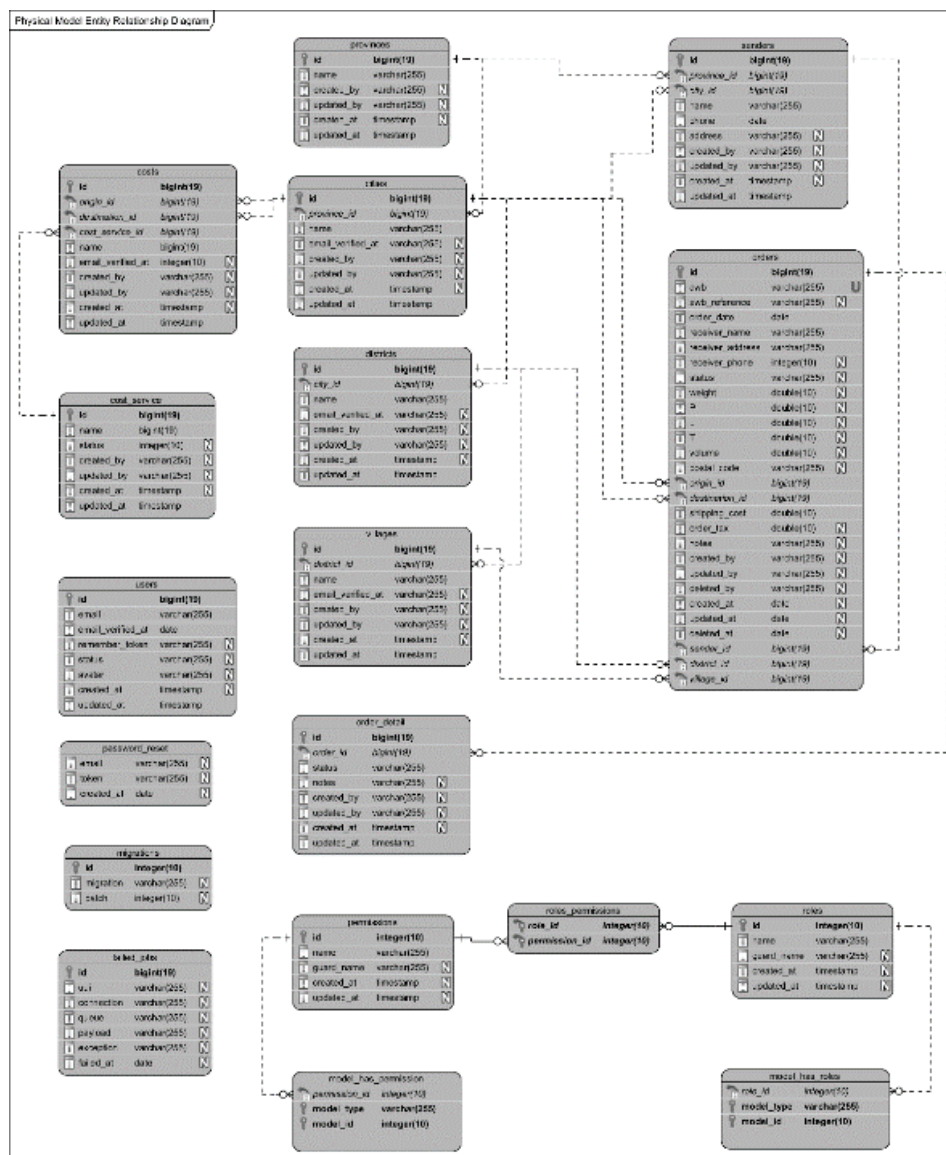 Physical Model Entity Relationship Diagram
provinces
id bigint(19)
name varchar(255)
created_by varchar(255) N
updated_by varchar(255) N
created_at timestamp N
updated_at timestamp
senders
id bigint(19)
province_id bigint(19)
city_id bigint(19)
name varchar(255)
phone date
address varchar(255) N
created_by varchar(255) N
updated_by varchar(255) N
created_at timestamp N
updated_at timestamp
costs
id bigint(19)
origin_id bigint(19)
destination_id bigint(19)
cost_service_id bigint(19)
name bigint(19)
email_verified_at integer(10) N
created_by varchar(255) N
updated_by varchar(255) N
created_at timestamp N
updated_at timestamp
cities
id bigint(19)
province_id bigint(19)
name varchar(255)
email_verified_at varchar(255) N
created_by varchar(255) N
updated_by varchar(255) N
created_at timestamp N
updated_at timestamp
orders
id bigint(19)
awb varchar(255) U
awb_reference varchar(255) N
order_date date
receiver_name varchar(255)
receiver_address varchar(255)
receiver_phone integer(10) N
status varchar(255) N
weight double(10) N
double(10) N
double(10) N
T double(10) N
volume double(10) N
postal_code varchar(255) N
origin_id bigint(19)
destination_id bigint(19)
shipping_cost double(10)
order_tax double(10) N
notes varchar(255) N
created_by varchar(255) N
updated_by varchar(255) N
deleted_by varchar(255) N
created_at date N
updated_at date N
deleted_at date N
sender_id bigint(19)
district_id bigint(19)
village_id bigint(19)
districts
id bigint(19)
city_id bigint(19)
name varchar(255)
email_verified_at varchar(255) N
created_by varchar(255) N
updated_by varchar(255) N
created_at timestamp N
updated_at timestamp
cost_service
id bigint(19)
name bigint(19)
status integer(10) N
created_by varchar(255) N
updated_by varchar(255) N
created_at timestamp N
updated_at timestamp
villages
id bigint(19)
district_id bigint(19)
name varchar(255)
email_verified_at varchar(255) N
created_by varchar(255) N
updated_by varchar(255) N
created_at timestamp N
updated_at timestamp
users
id bigint(19)
email varchar(255)
email_verified_at date
remember_token varchar(255) N
status varchar(255) N
avatar varchar(255) N
created_at timestamp N
updated_at timestamp
order_detail
id bigint(19)
order_id bigint(19)
status varchar(255)
notes varchar(255) N
created_by varchar(255) N
updated_by varchar(255) N
created_at timestamp N
updated_at timestamp
password_reset
email varchar(255) N
token varchar(255) N
created_at date N
migrations
id integer(10)
migration varchar(255) N
batch integer(10) N
permissions
id integer(10)
name varchar(255)
guard_name varchar(255) N
created_at timestamp N
updated_at timestamp N
roles_permissions
role_id integer(10)
permission_id integer(10)
roles
id integer(10)
name varchar(255)
guard_name varchar(255) N
created_at timestamp N
updated_at timestamp N
failed_jobs
id bigint(19)
varchar(255) N
connection varchar(255) N
queue varchar(255) N
payload varchar(255) N
exception varchar(255) N
failed_at date N
model_has_permission
permission_id integer(10)
model_type varchar(255)
model_id integer(10)
model_has_roles
role_id integer(10)
model_type varchar(255)
model_id integer(10)